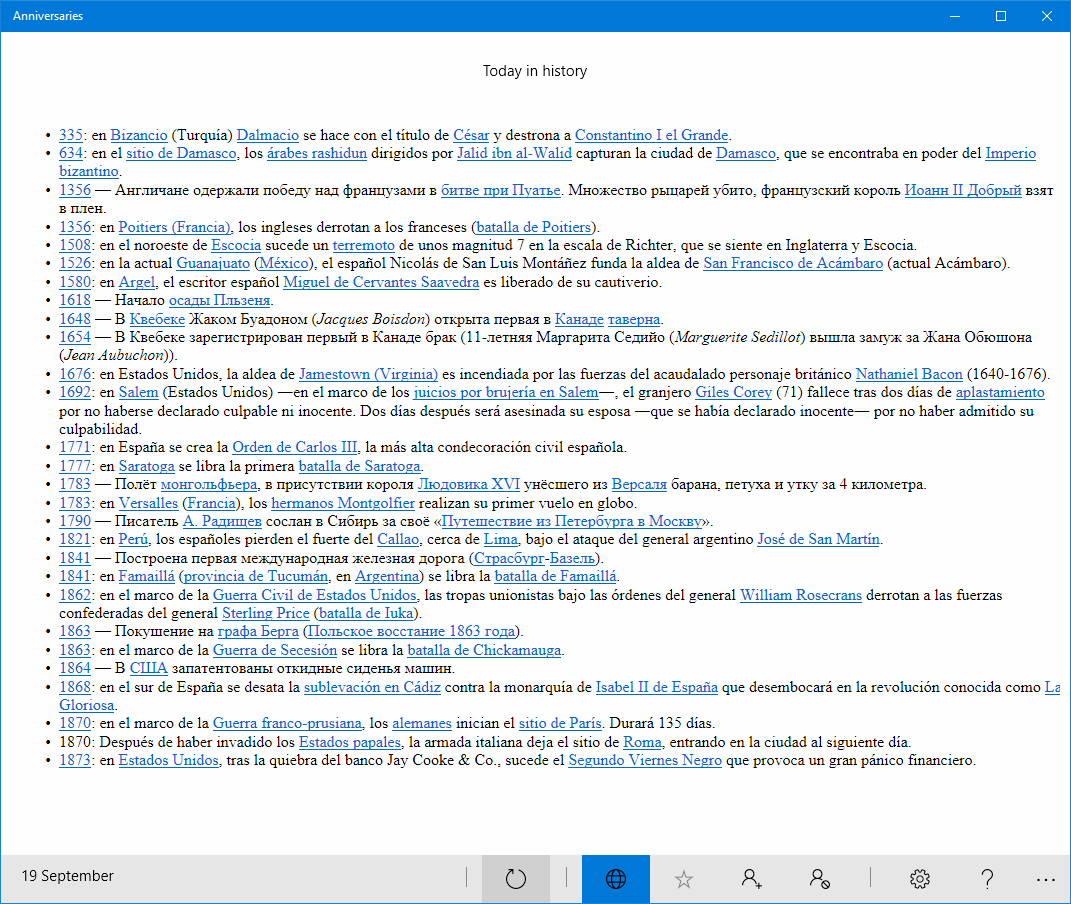 Anniversaries
Today in history
• 335: en Bizancio (Turquía) Dalmacio se hace con el título de César y destrona a Constantino I el Grande.
• 634: en el sitio de Damasco, los árabes rashidun dirigidos por Jalid ibn al-Walid capturan la ciudad de Damasco, que se encontraba en poder del Imperio
bizantino.
• 1356 — Англичане одержали победу над французами в битве при Пуатье. Множество рыцарей убито, французский король Иоанн II Добрый взят
в плен.
• 1356: en Poitiers (Francia), los ingleses derrotan a los franceses (batalla de Poitiers).
• 1508: en el noroeste de Escocia sucede un terremoto de unos magnitud 7 en la escala de Richter, que se siente en Inglaterra y Escocia.
• 1526: en la actual Guanajuato (México), el español Nicolás de San Luis Montáñez funda la aldea de San Francisco de Acámbaro (actual Acámbaro).
• 1580: en Argel, el escritor español Miguel de Cervantes Saavedra es liberado de su cautiverio.
• 1618 — Начало осады Пльзеня.
• 1648 — В Квебеке Жаком Буадоном (Jacques Boisdon) открыта первая в Канаде таверна.
• 1654 — В Квебеке зарегистрирован первый в Канаде брак (11-летняя Маргарита Седийо (Marguerite Sedillot) вышла замуж за Жана Обюшона
(Jean Aubuchon)).
• 1676: en Estados Unidos, la aldea de Jamestown (Virginia) es incendiada por las fuerzas del acaudalado personaje británico Nathaniel Bacon (1640-1676).
• 1692: en Salem (Estados Unidos) —en el marco de los juicios por brujería en Salem—, el granjero Giles Corey (71) fallece tras dos días de aplastamiento
por no haberse declarado culpable ni inocente. Dos días después será asesinada su esposa —que se había declarado inocente— por no haber admitido su
culpabilidad.
• 1771: en España se crea la Orden de Carlos III, la más alta condecoración civil española.
• 1777: en Saratoga se libra la primera batalla de Saratoga.
• 1783 — Полёт монгольфьера, в присутствии короля Людовика XVI унёсшего из Версаля барана, петуха и утку за 4 километра.
• 1783: en Versalles (Francia), los hermanos Montgolfier realizan su primer vuelo en globo.
• 1790 — Писатель А. Радищев сослан в Сибирь за своё «Путешествие из Петербурга в Москву».
• 1821: en Perú, los españoles pierden el fuerte del Callao, cerca de Lima, bajo el ataque del general argentino José de San Martín.
• 1841 — Построена первая международная железная дорога (Страсбург-Базель).
• 1841: en Famaillá (provincia de Tucumán, en Argentina) se libra la batalla de Famaillá.
• 1862: en el marco de la Guerra Civil de Estados Unidos, las tropas unionistas bajo las órdenes del general William Rosecrans derrotan a las fuerzas
confederadas del general Sterling Price (batalla de Iuka).
• 1863 — Покушение на графа Берга (Польское восстание 1863 года).
• 1863: en el marco de la Guerra de Secesión se libra la batalla de Chickamauga.
• 1864 — В США запатентованы откидные сиденья машин.
• 1868: en el sur de España se desata la sublevación en Cádiz contra la monarquía de Isabel II de España que desembocará en la revolución conocida como La
Gloriosa.
• 1870: en el marco de la Guerra franco-prusiana, los alemanes inician el sitio de París. Durará 135 días.
• 1870: Después de haber invadido los Estados papales, la armada italiana deja el sitio de Roma, entrando en la ciudad al siguiente día.
• 1873: en Estados Unidos, tras la quiebra del banco Jay Cooke & Co., sucede el Segundo Viernes Negro que provoca un gran pánico financiero.
19 September